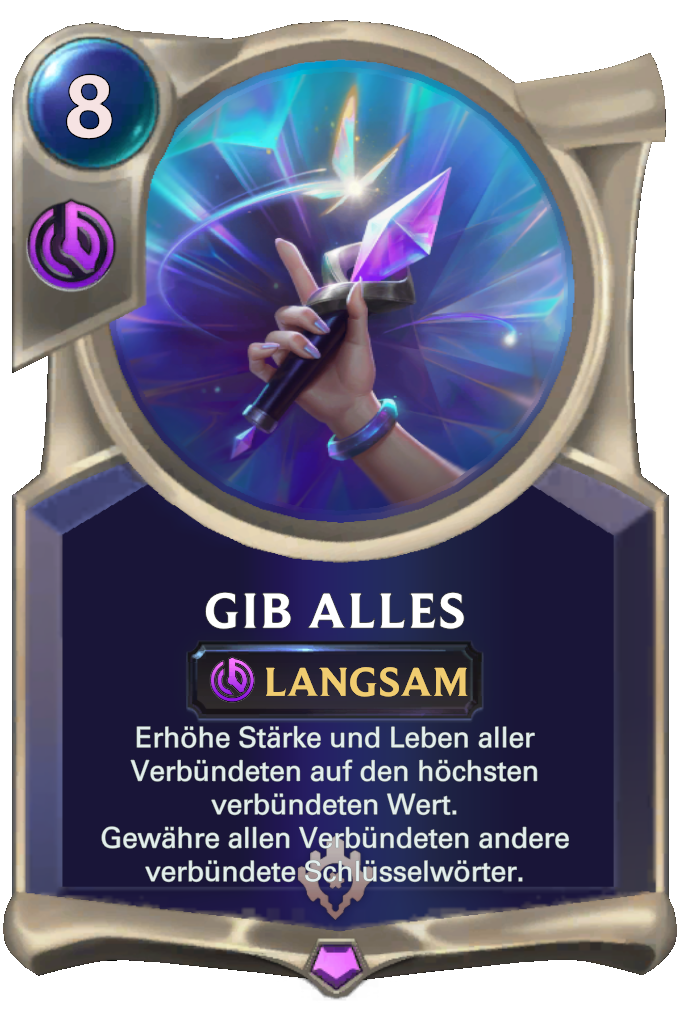 8
GIB ALLES
LANGSAM
Erhöhe Stärke und Leben aller
Verbündeten auf den höchsten
verbündeten Wert.
Gewähre allen Verbündeten andere
verbündete Schlüsselwörter.